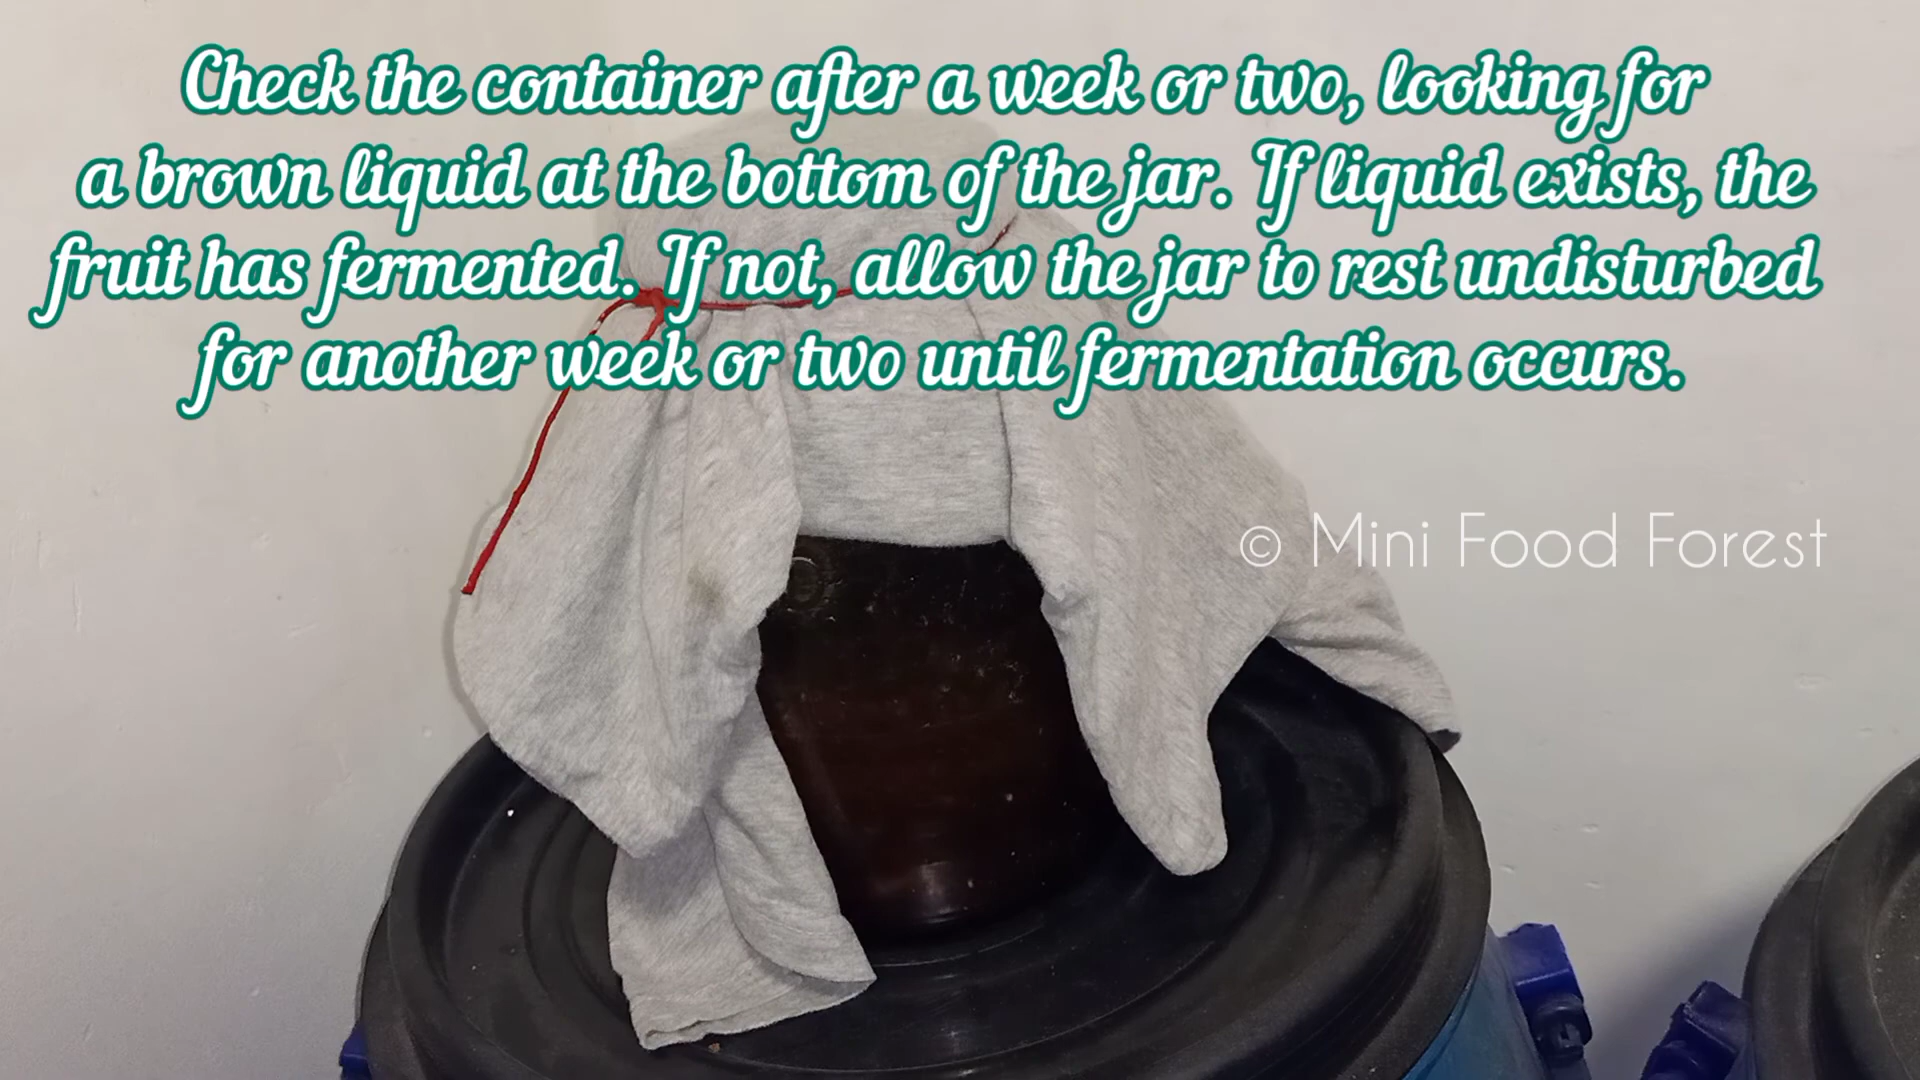 Check the container after a week or two, looking for
a brown liquid at the bottom of the jar. If liquid exists, the
fruit has fermented. If not, allow the jar to rest undisturbed
for another week or two until fermentation occurs.
© Mini Food Forest